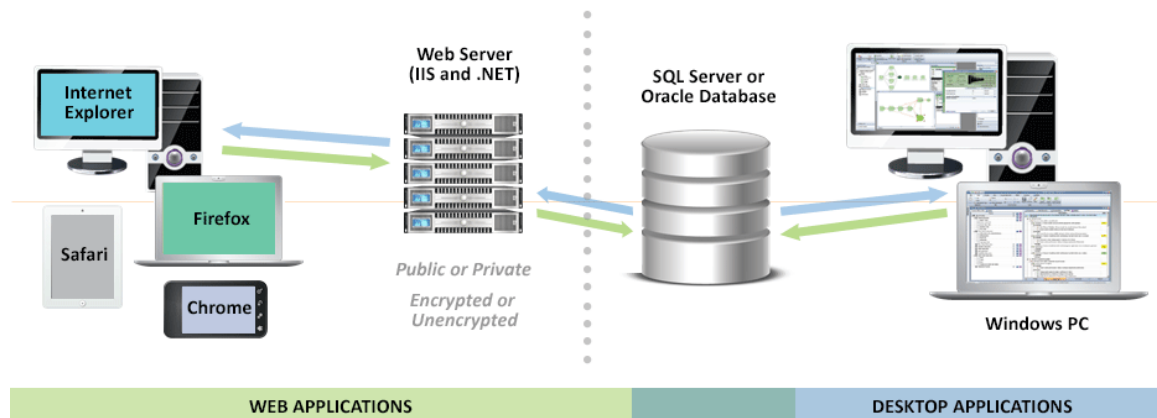 Web Server
(IIS and .NET)
SQL Server or
Oracle Database
Internet
Explorer
Firefox
Safari
Chrome
Public or Private
Encrypted or
Unencrypted
Windows PC
WEB APPLICATIONS
DESKTOP APPLICATIONS